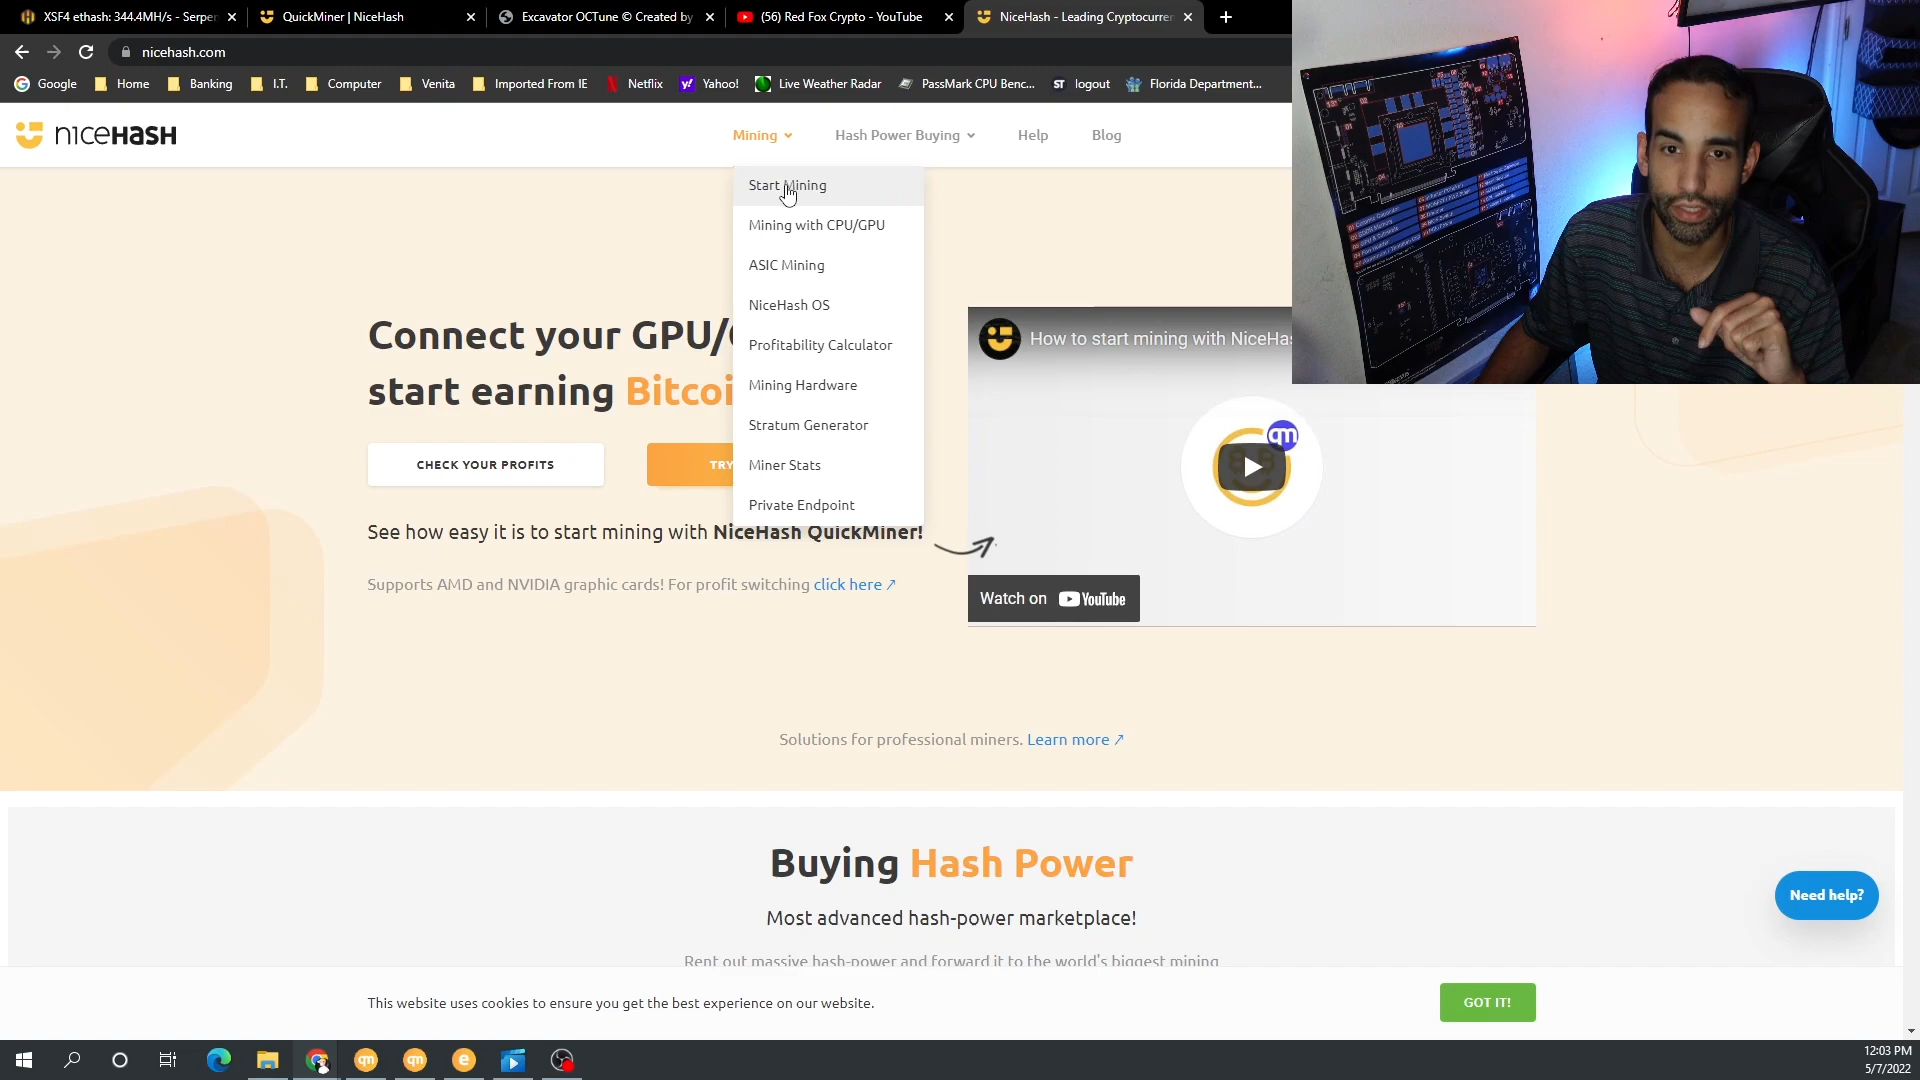 XSF4 ethash: 344.4MH/s - Serper
QuickMiner | NiceHash
Excavator OCTune © Created by
(56) Red Fox Crypto - YouTube
NiceHash - Leading Cryptocurren
nicehash.com
Google
Home
Banking
I.T.
Computer
Venita
Imported From IE
Netflix
Yahoo!
Live Weather Radar
PassMark CPU Benc...
ST logout
Florida Department...
nıceHASH
Mining
Hash Power Buying
Help
Blog
Start Mining
Mining with CPU/GPU
ASIC Mining
NiceHash OS
Profitability Calculator
Mining Hardware
Stratum Generator
Miner Stats
Private Endpoint
Connect your GPU/
start earning Bitcoi
CHECK YOUR PROFITS
TRY
See how easy it is to start mining with NiceHash QuickMiner!
Supports AMD and NVIDIA graphic cards! For profit switching click here ↗
How to start mining with NiceHas
qm
Watch on YouTube
Solutions for professional miners. Learn more ↗
Buying Hash Power
Most advanced hash-power marketplace!
Rent out massive hash-power and forward it to the world's biggest mining
Need help?
This website uses cookies to ensure you get the best experience on our website.
GOT IT!
qm
qm
e
12:03 PM
5/7/2022